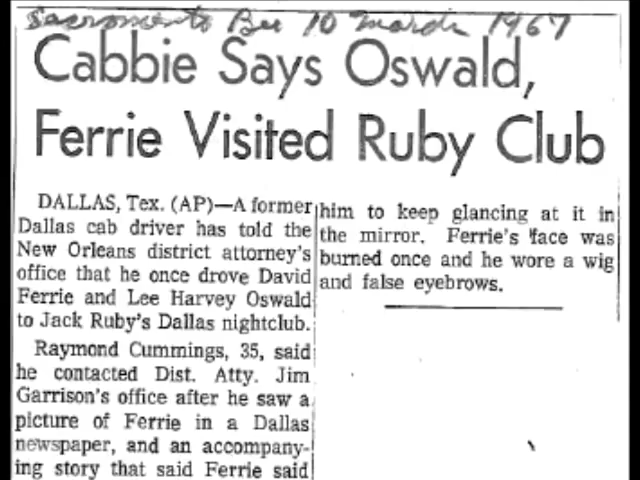 Sacramento Bee 10 March 1967
Cabbie Says Oswald,
Ferrie Visited Ruby Club
DALLAS, Tex. (AP)—A former
Dallas cab driver has told the
New Orleans district attorney's
office that he once drove David
Ferrie and Lee Harvey Oswald
to Jack Ruby's Dallas nightclub.
Raymond Cummings, 35, said
he contacted Dist. Atty. Jim
Garrison's office after he saw a
picture of Ferrie in a Dallas
newspaper, and an accompany-
ing story that said Ferrie said
him to keep glancing at it in
the mirror. Ferrie's face was
burned once and he wore a wig
and false eyebrows.